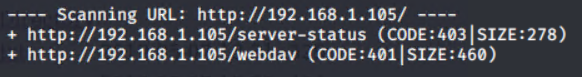 ---- Scanning URL: http://192.168.1.105/ ----
+ http://192.168.1.105/server-status (CODE:403|SIZE:278)
+ http://192.168.1.105/webdav (CODE:401|SIZE:460)